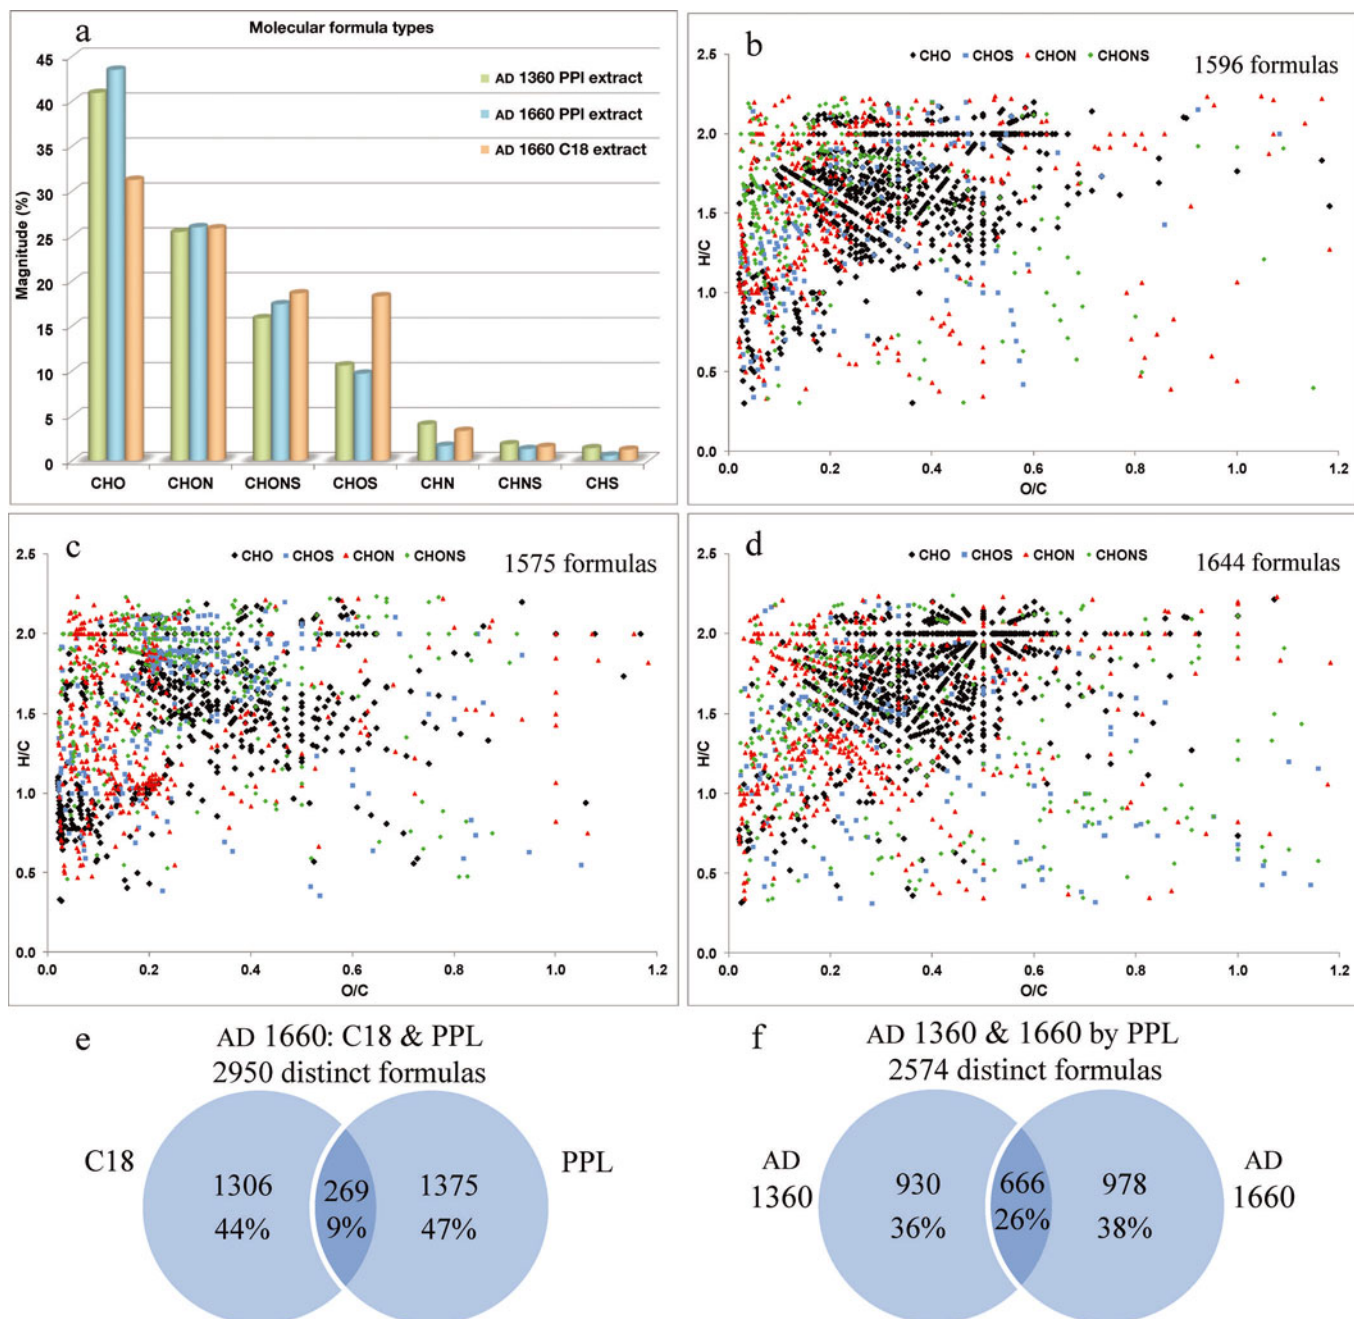 a
Molecular formula types
AD 1360 PPI extract
AD 1660 PPI extract
AD 1660 C18 extract
Magnitude (%)
45
40
35
30
25
20
15
10
5
0
CHO CHON CHONS CHOS CHN CHNS CHS
b
CHO CHOS CHON CHONS
1596 formulas
H/C
2.5
2.0
1.5
1.0
0.5
0.0
0.0 0.2 0.4 0.6 0.8 1.0 1.2
O/C
c
CHO CHOS CHON CHONS
1575 formulas
H/C
2.5
2.0
1.5
1.0
0.5
0.0
0.0 0.2 0.4 0.6 0.8 1.0 1.2
O/C
d
CHO CHOS CHON CHONS
1644 formulas
H/C
2.5
2.0
1.5
1.0
0.5
0.0
0.0 0.2 0.4 0.6 0.8 1.0 1.2
O/C
e
AD 1660: C18 & PPL
2950 distinct formulas
C18
PPL
1306 269 1375
44% 9% 47%
f
AD 1360 & 1660 by PPL
2574 distinct formulas
AD
1360
AD
1660
930 666 978
36% 26% 38%